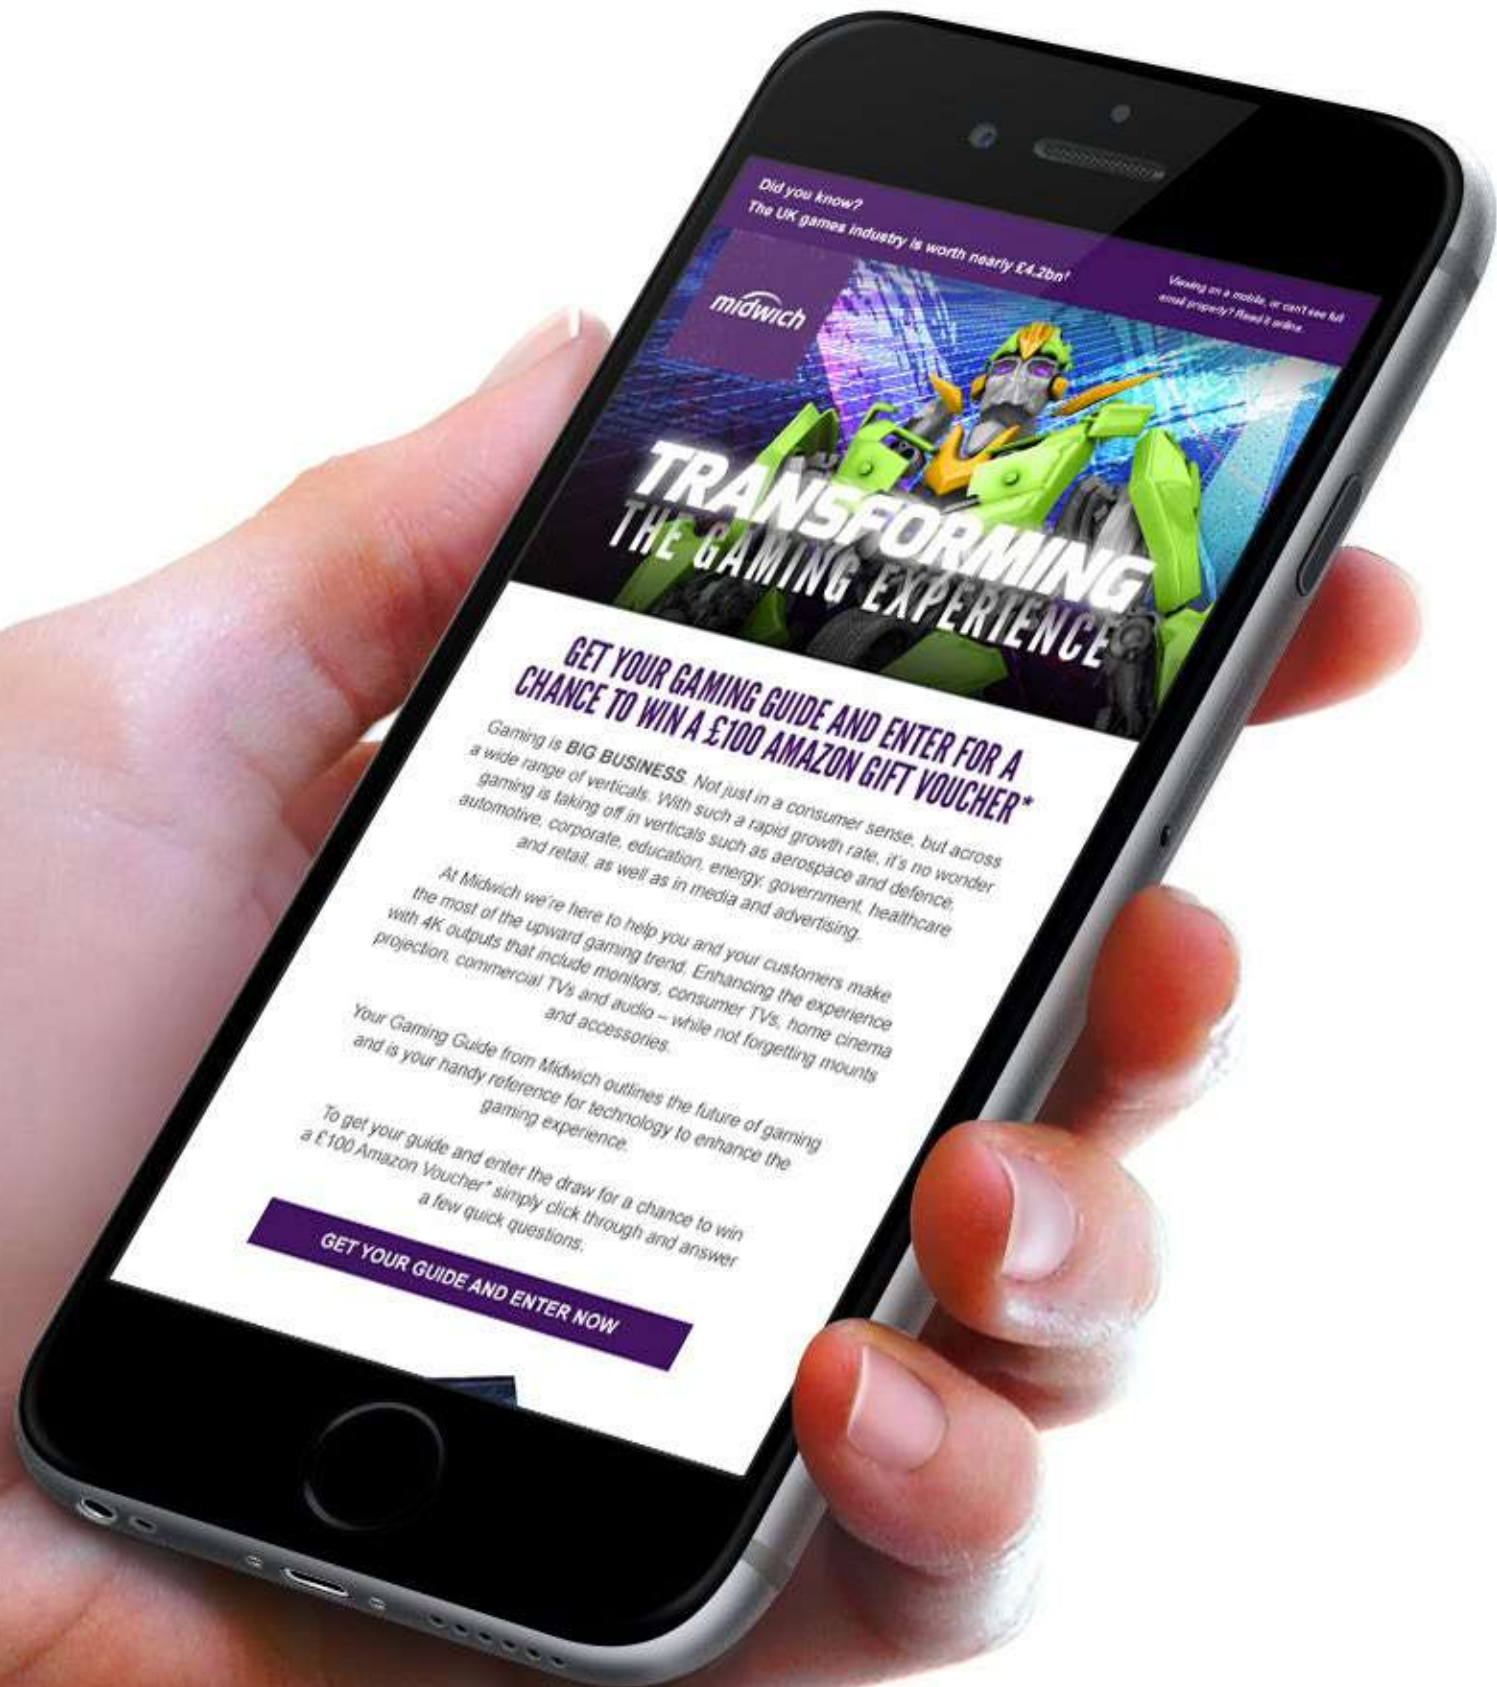 Did you know?
The UK games industry is worth nearly £4.2bn¹
Viewing on a mobile, or can't see full
email properly? Read it online.
midwich
TRANSFORMING
THE GAMING EXPERIENCE
GET YOUR GAMING GUIDE AND ENTER FOR A
CHANCE TO WIN A £100 AMAZON GIFT VOUCHER*
Gaming is BIG BUSINESS. Not just in a consumer sense, but across
a wide range of verticals. With such a rapid growth rate, it's no wonder
gaming is taking off in verticals such as aerospace and defence,
automotive, corporate, education, energy, government, healthcare
and retail, as well as in media and advertising.
At Midwich we're here to help you and your customers make
the most of the upward gaming trend. Enhancing the experience
with 4K outputs that include monitors, consumer TVs, home cinema
projection, commercial TVs and audio – while not forgetting mounts
and accessories.
Your Gaming Guide from Midwich outlines the future of gaming
and is your handy reference for technology to enhance the
gaming experience.
To get your guide and enter the draw for a chance to win
a £100 Amazon Voucher* simply click through and answer
a few quick questions.
GET YOUR GUIDE AND ENTER NOW